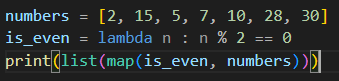 numbers = [2, 15, 5, 7, 10, 28, 30]
is_even = lambda n : n % 2 == 0
print(list(map(is_even, numbers)))